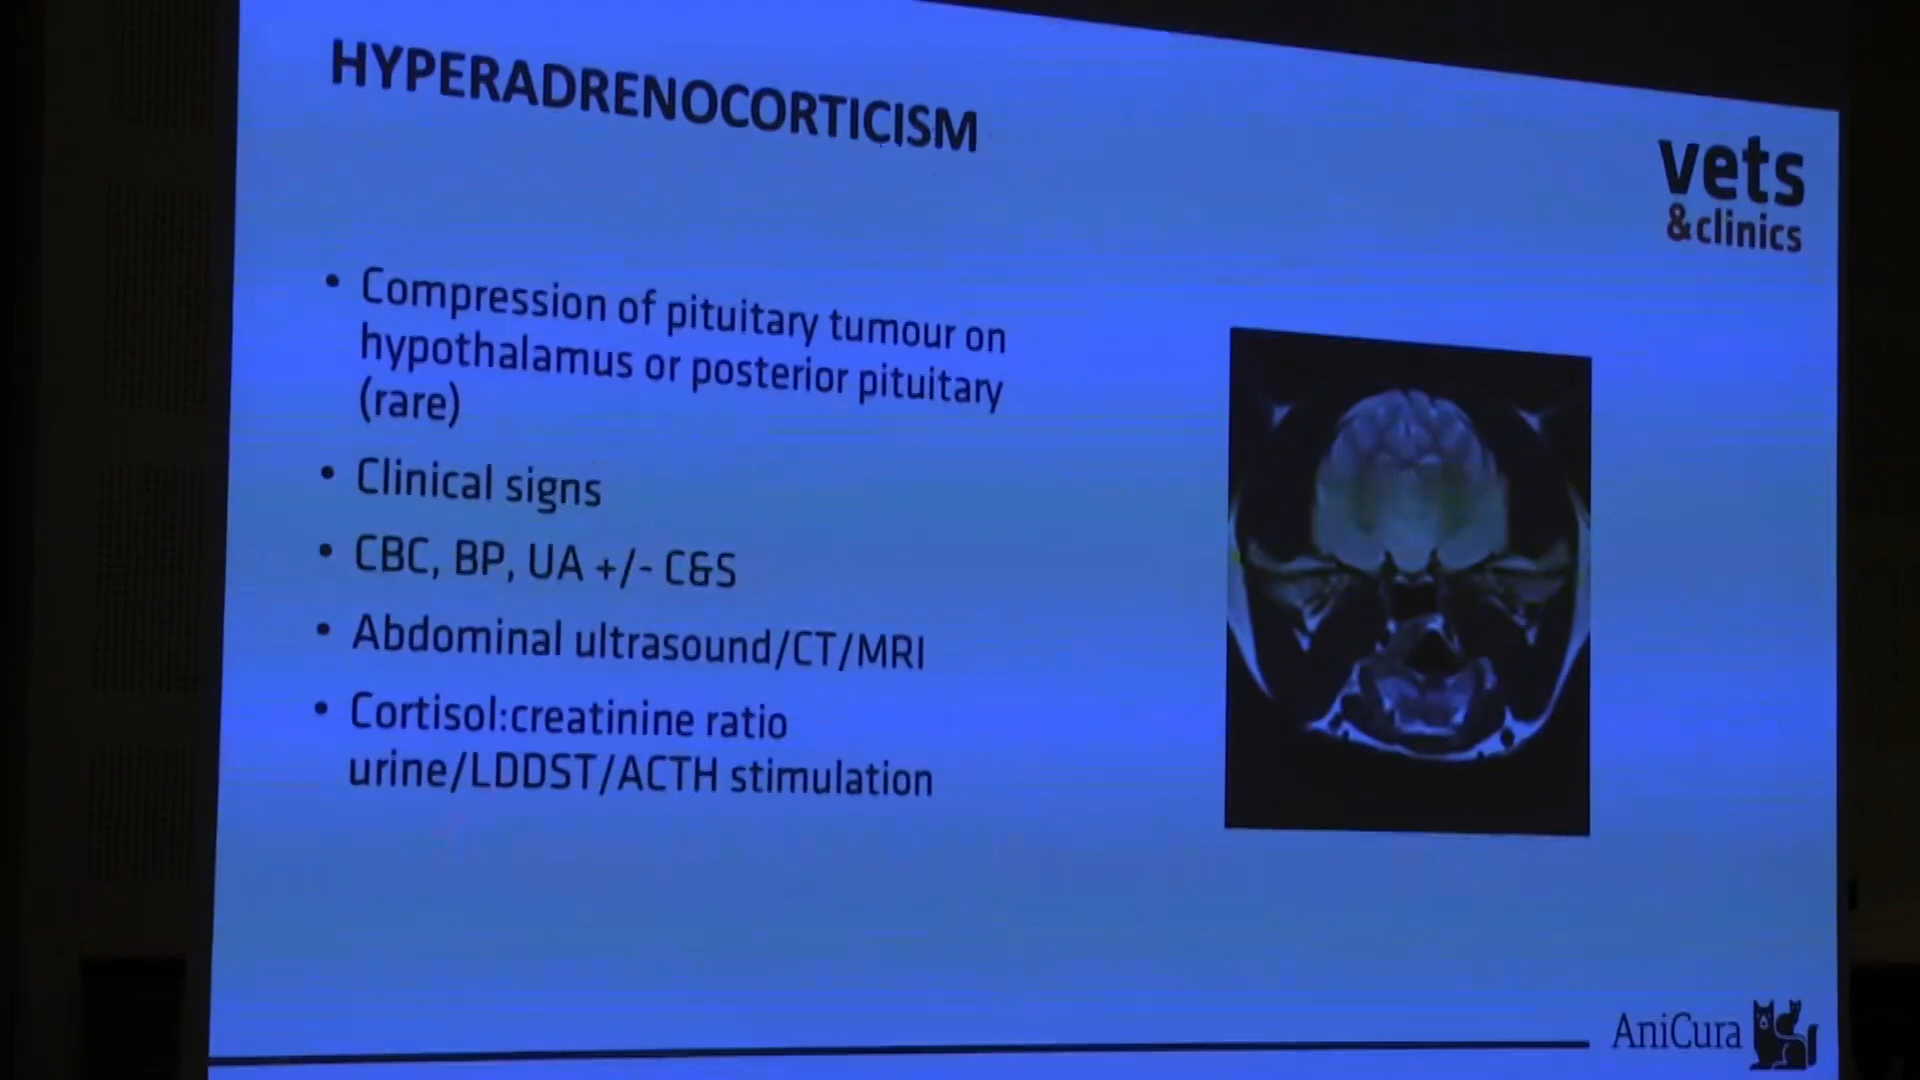 HYPERADRENOCORTICISM
vets
&clinics
• Compression of pituitary tumour on
hypothalamus or posterior pituitary
(rare)
• Clinical signs
• CBC, BP, UA +/- C&S
• Abdominal ultrasound/CT/MRI
• Cortisol:creatinine ratio
urine/LDDST/ACTH stimulation
AniCura